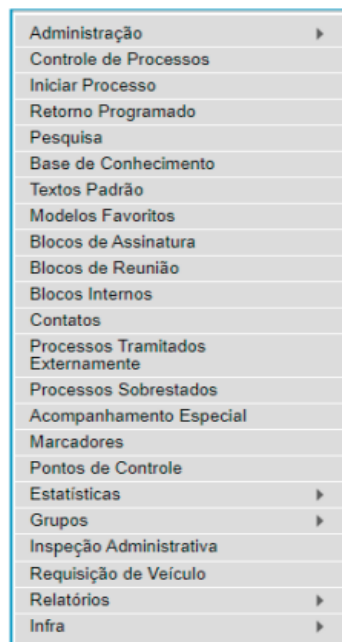 Administração
Controle de Processos
Iniciar Processo
Retorno Programado
Pesquisa
Base de Conhecimento
Textos Padrão
Modelos Favoritos
Blocos de Assinatura
Blocos de Reunião
Blocos Internos
Contatos
Processos Tramitados
Externamente
Processos Sobrestados
Acompanhamento Especial
Marcadores
Pontos de Controle
Estatísticas
Grupos
Inspeção Administrativa
Requisição de Veículo
Relatórios
Infra